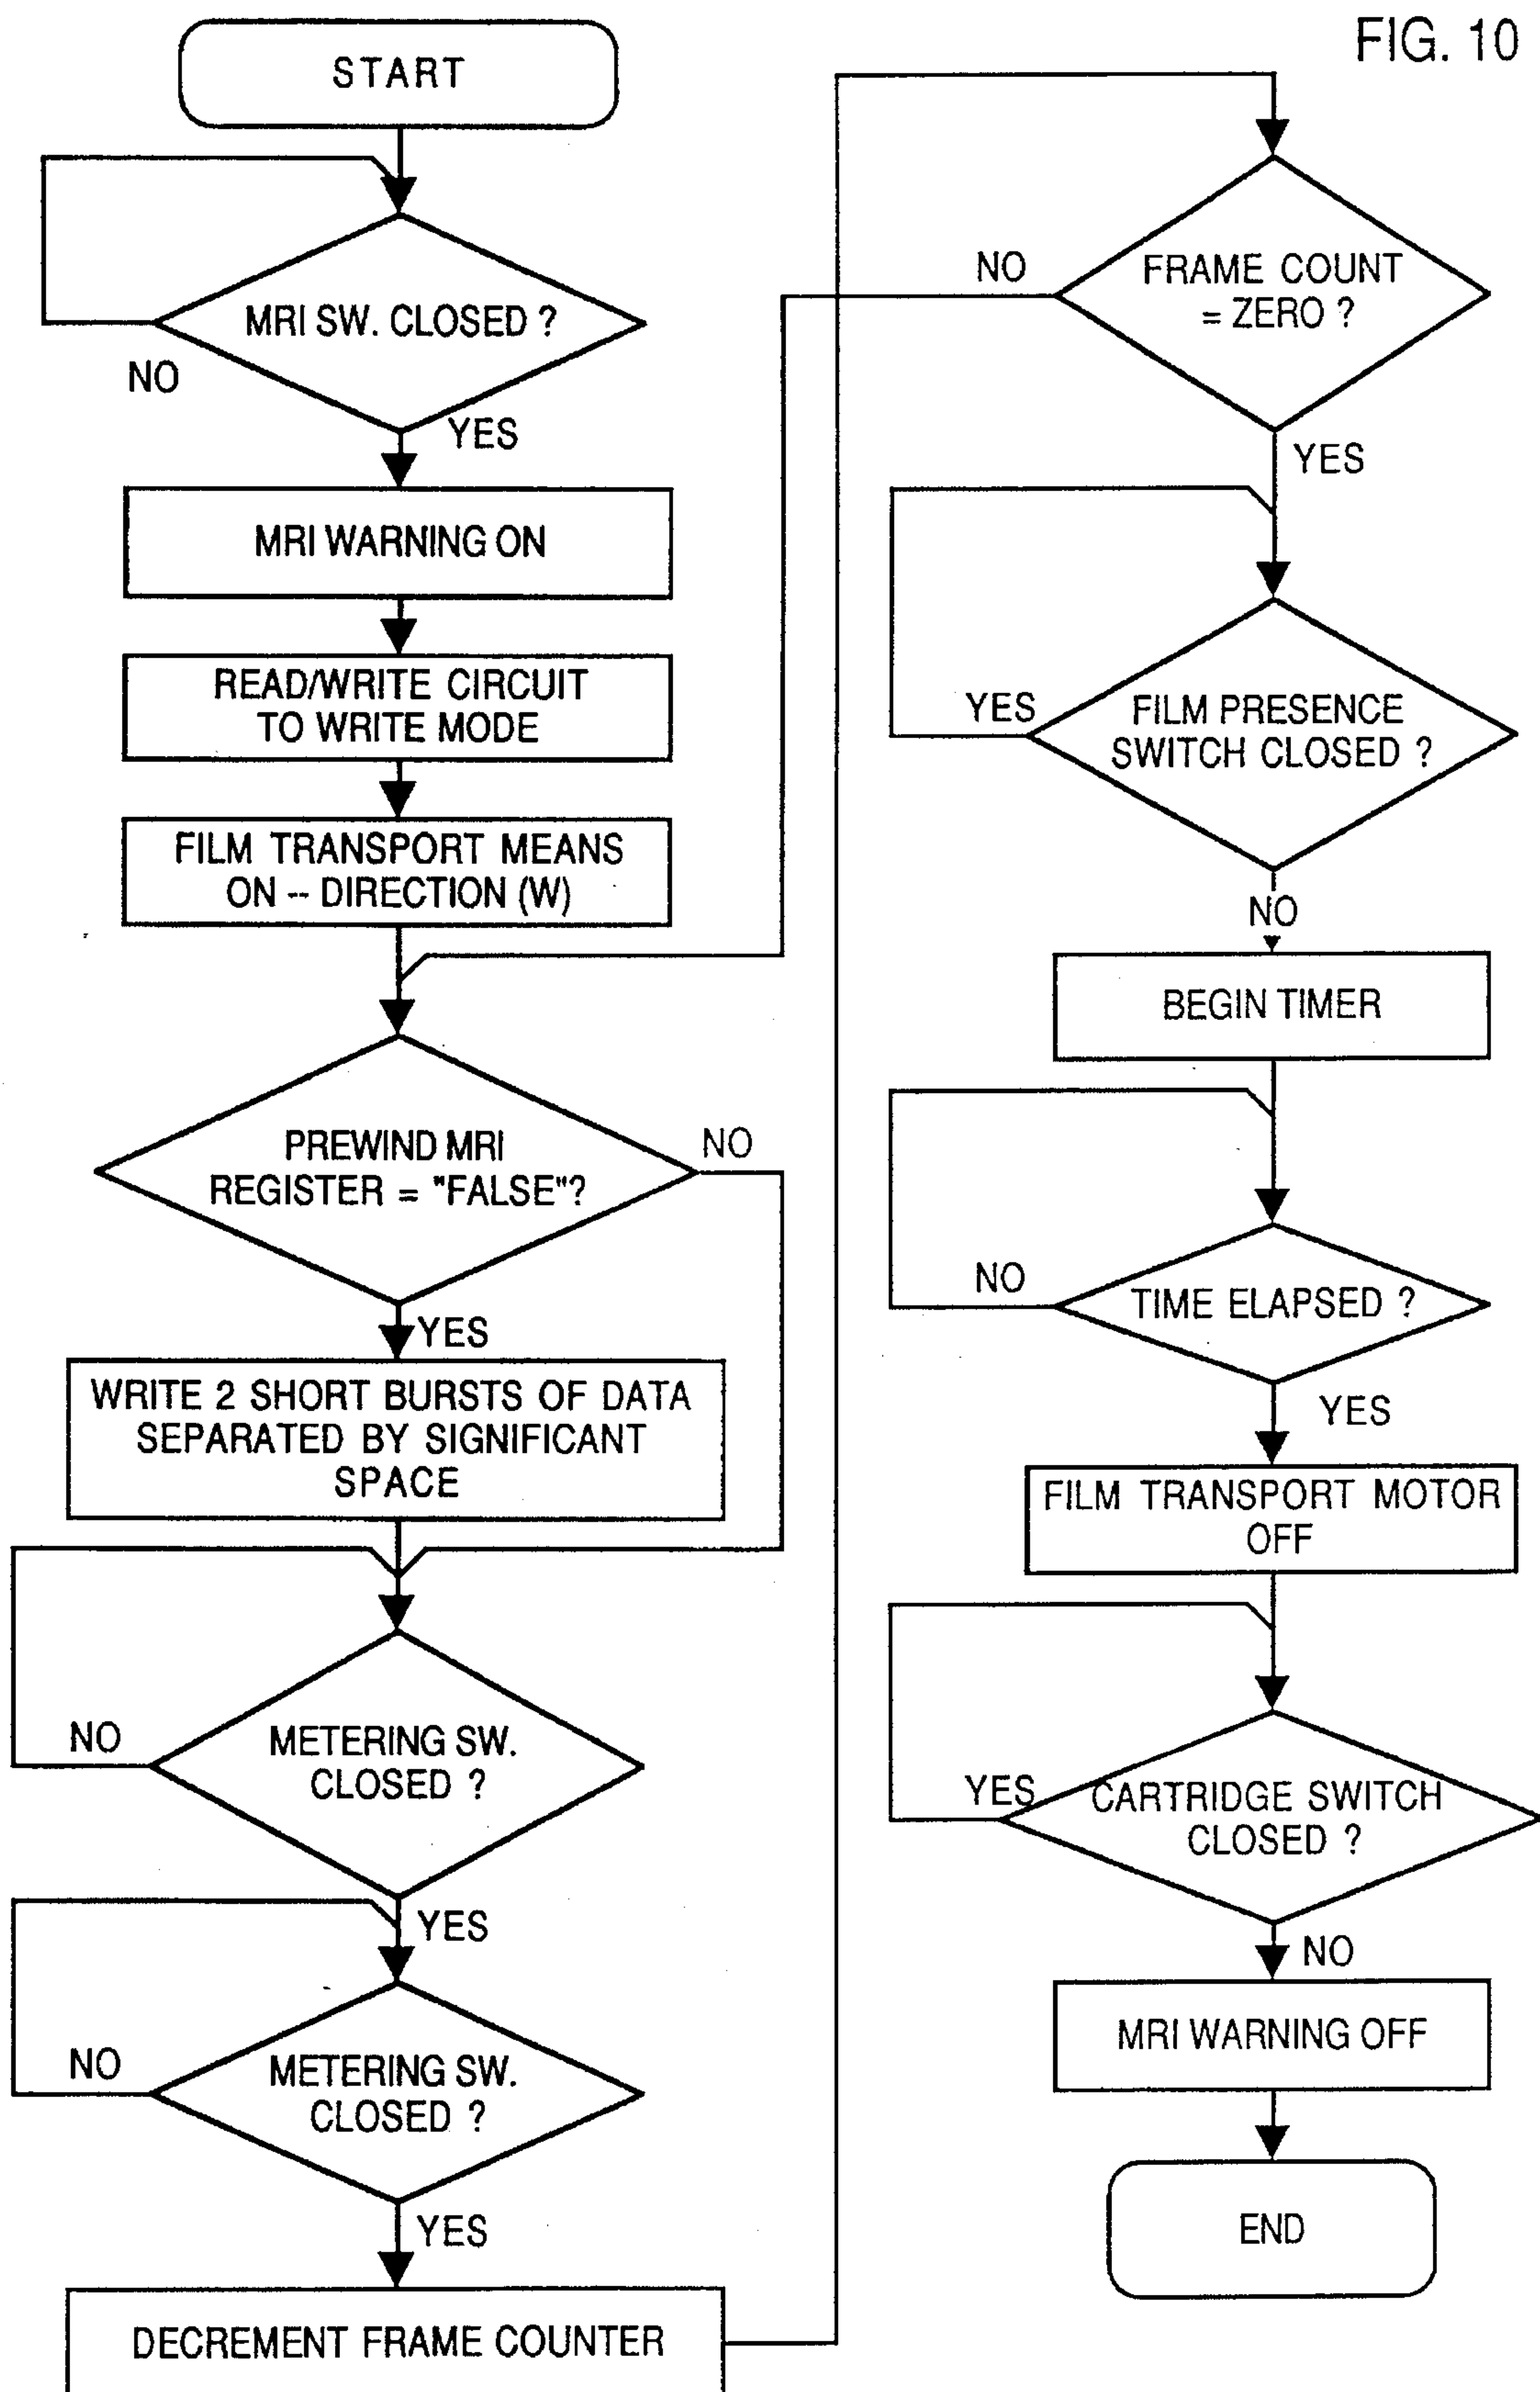 FIG. 10
START
MRI SW. CLOSED ?
NO
YES
MRI WARNING ON
READ/WRITE CIRCUIT
TO WRITE MODE
FILM TRANSPORT MEANS
ON -- DIRECTION (W)
PREWIND MRI
REGISTER = "FALSE"?
NO
YES
WRITE 2 SHORT BURSTS OF DATA
SEPARATED BY SIGNIFICANT
SPACE
METERING SW.
CLOSED ?
NO
YES
METERING SW.
CLOSED ?
NO
YES
DECREMENT FRAME COUNTER
FRAME COUNT
= ZERO ?
NO
YES
FILM PRESENCE
SWITCH CLOSED ?
YES
NO
BEGIN TIMER
TIME ELAPSED ?
NO
YES
FILM TRANSPORT MOTOR
OFF
CARTRIDGE SWITCH
CLOSED ?
YES
NO
MRI WARNING OFF
END